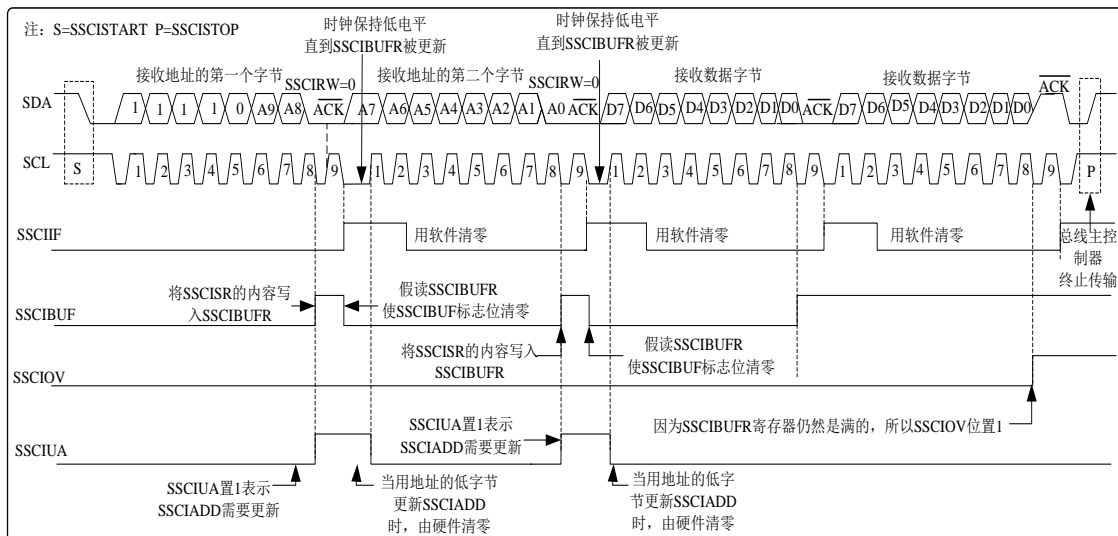 注：S=SSCISTART P=SSCISTOP
时钟保持低电平
直到SSCIBUFR被更新
时钟保持低电平
直到SSCIBUFR被更新
接收地址的第一个字节
SSCIRW=0
接收地址的第二个字节
SSCIRW=0
接收数据字节
接收数据字节
SDA
1 1 1 1 0 A9 A8 ACK A7 A6 A5 A4 A3 A2 A1 A0 ACK D7 D6 D5 D4 D3 D2 D1 D0 ACK D7 D6 D5 D4 D3 D2 D1 D0 ACK
SCL
S 1 2 3 4 5 6 7 8 9 1 2 3 4 5 6 7 8 9 1 2 3 4 5 6 7 8 9 1 2 3 4 5 6 7 8 9 P
SSCIIF
用软件清零
用软件清零
用软件清零
总线主控
制器
终止传输
SSCIBUF
将SSCISR的内容写
入SSCIBUFR
假读SSCIBUFR
使SSCIBUF标志位清零
将SSCISR的内容写入
SSCIBUFR
假读SSCIBUFR
使SSCIBUF标志位清零
SSCIOV
因为SSCIBUFR寄存器仍然是满的，所以SSCIOV位置1
SSCIUA
SSCIUA置1表示
SSCIADD需要更新
SSCIUA置1表示
SSCIADD需要更新
当用地址的低字节
更新SSCIADD
时，由硬件清零
当用地址的低字
节更新SSCIADD
时，由硬件清零